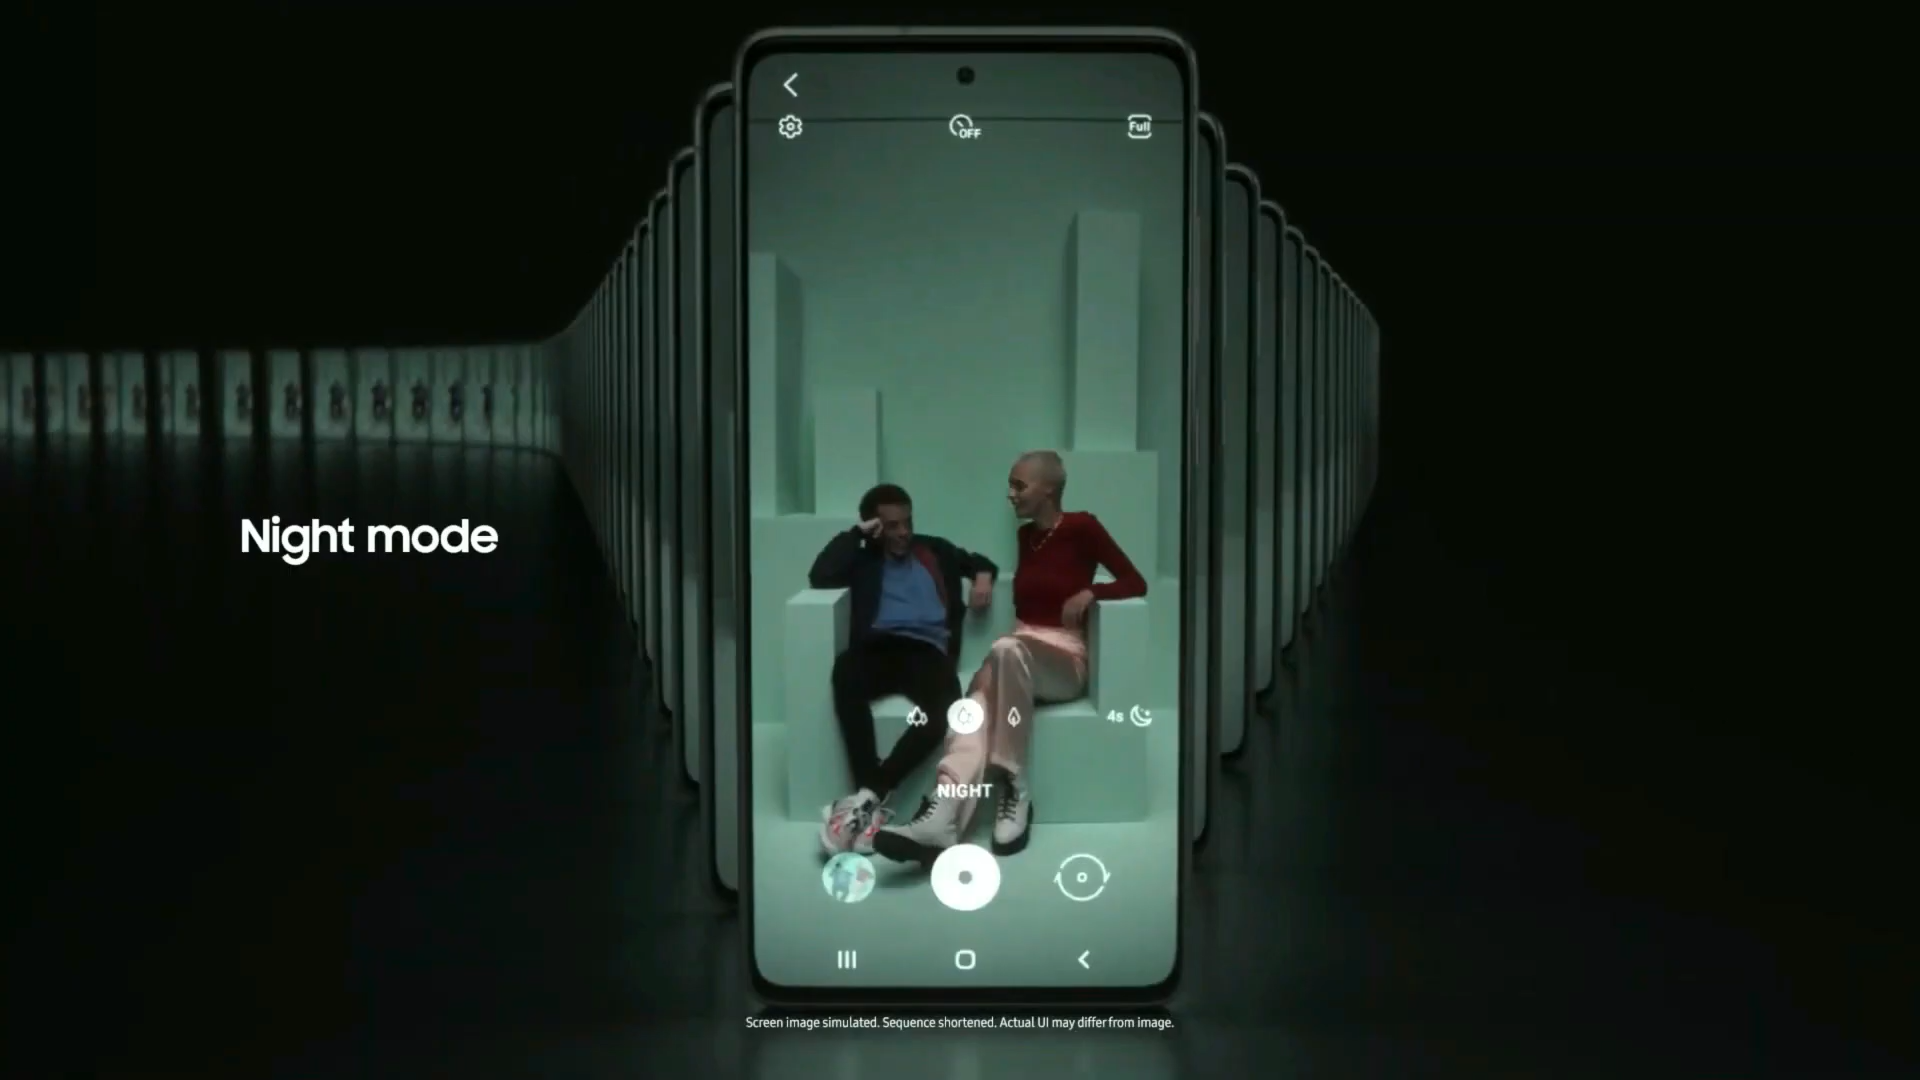 OFF
Full
Night mode
4s
NIGHT
Screen image simulated. Sequence shortened. Actual UI may differ from image.